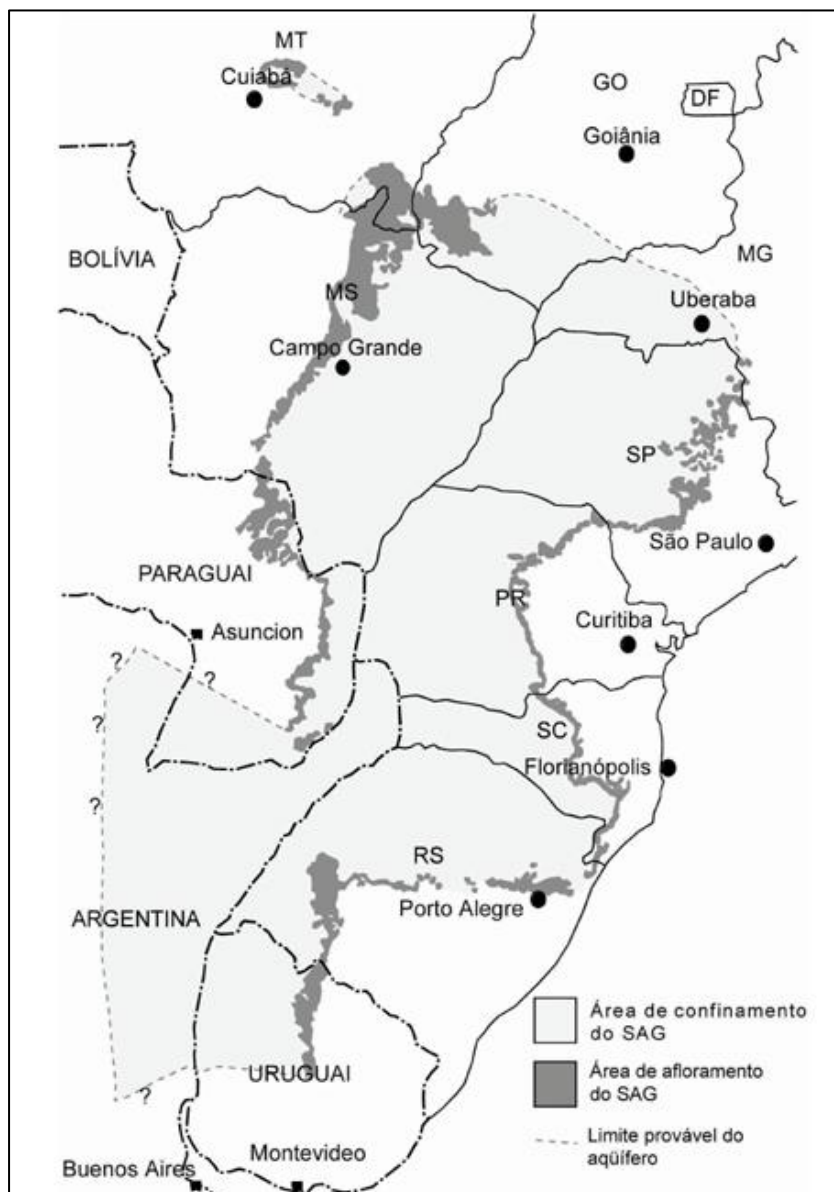 MT
Cuiabá
GO
DF
Goiânia
BOLÍVIA
MG
MS
Uberaba
Campo Grande
SP
São Paulo
PARAGUAI
PR
Curitiba
Asuncion
?
?
?
SC
Florianópolis
?
RS
ARGENTINA
Porto Alegre
Área de confinamento
do SAG
Área de afloramento
do SAG
URUGUAI
?
Limite provável do
aqüífero
Montevideo
Buenos Aires